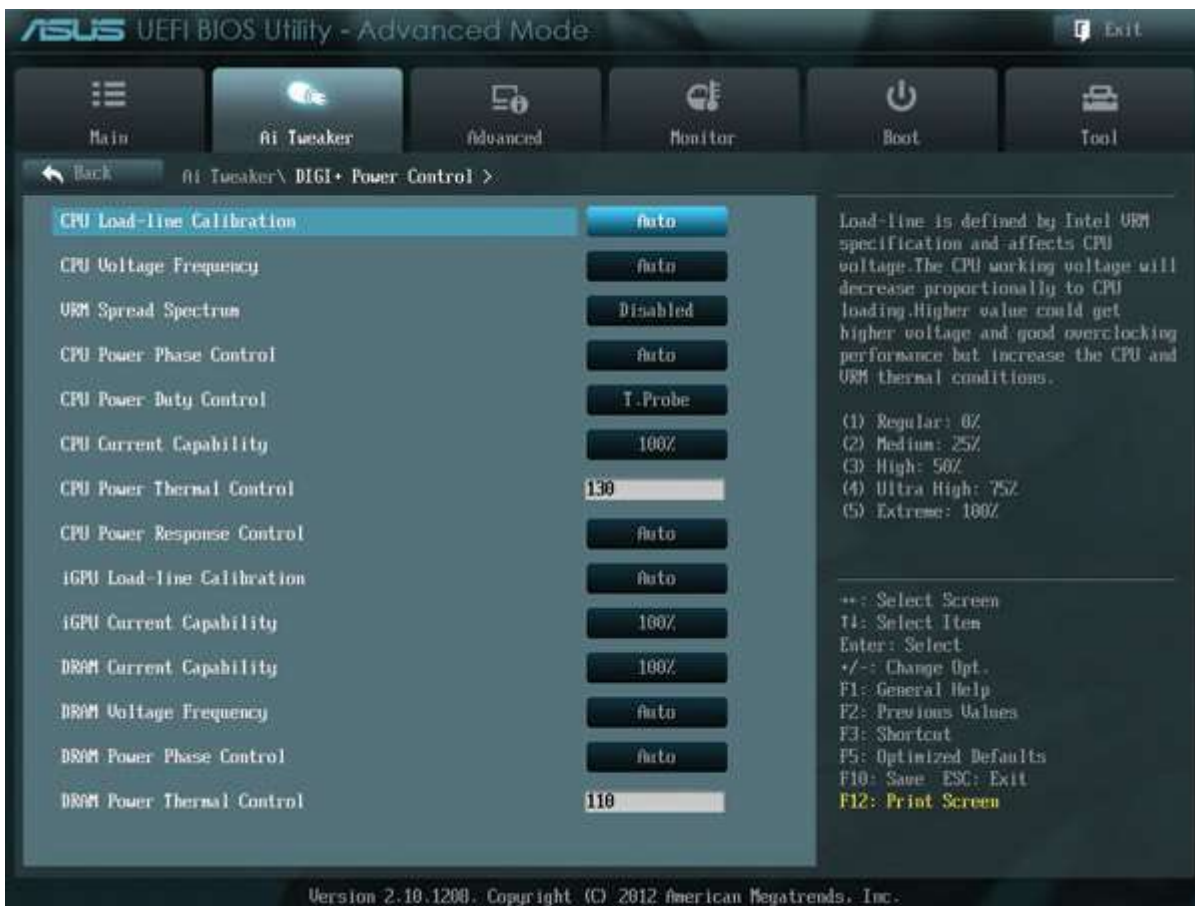 ASUS UEFI BIOS Utility - Advanced Mode
Exit
Main
Ai Tweaker
Advanced
Monitor
Boot
Tool
Back
Ai Tweaker\ DIGI+ Power Control >
CPU Load-line Calibration Auto
CPU Voltage Frequency Auto
VRM Spread Spectrum Disabled
CPU Power Phase Control Auto
CPU Power Duty Control T.Probe
CPU Current Capability 100%
CPU Power Thermal Control 130
CPU Power Response Control Auto
iGPU Load-line Calibration Auto
iGPU Current Capability 100%
DRAM Current Capability 100%
DRAM Voltage Frequency Auto
DRAM Power Phase Control Auto
DRAM Power Thermal Control 110
Load-line is defined by Intel VRM
specification and affects CPU
voltage.The CPU working voltage will
decrease proportionally to CPU
loading.Higher value could get
higher voltage and good overclocking
performance but increase the CPU and
VRM thermal conditions.
(1) Regular: 0%
(2) Medium: 25%
(3) High: 50%
(4) Ultra High: 75%
(5) Extreme: 100%
→←: Select Screen
↑↓: Select Item
Enter: Select
+/-: Change Opt.
F1: General Help
F2: Previous Values
F3: Shortcut
F5: Optimized Defaults
F10: Save ESC: Exit
F12: Print Screen
Version 2.10.1208. Copyright (C) 2012 American Megatrends, Inc.